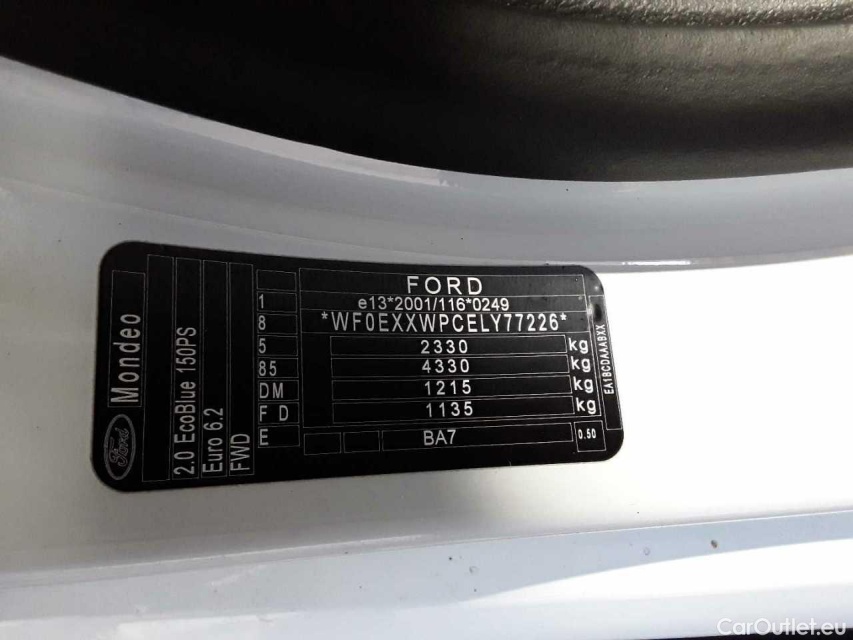 FORD
e13*2001/116*0249
*WF0EXXWPCELY77226*
2330 kg
4330 kg
1215 kg
1135 kg
BA7
0.50
1
8
5
85
DM
F D
E
Mondeo
2.0 EcoBlue 150PS
Euro 6.2
FWD
Ford
EA1BCDAAABXX
CarOutlet.eu